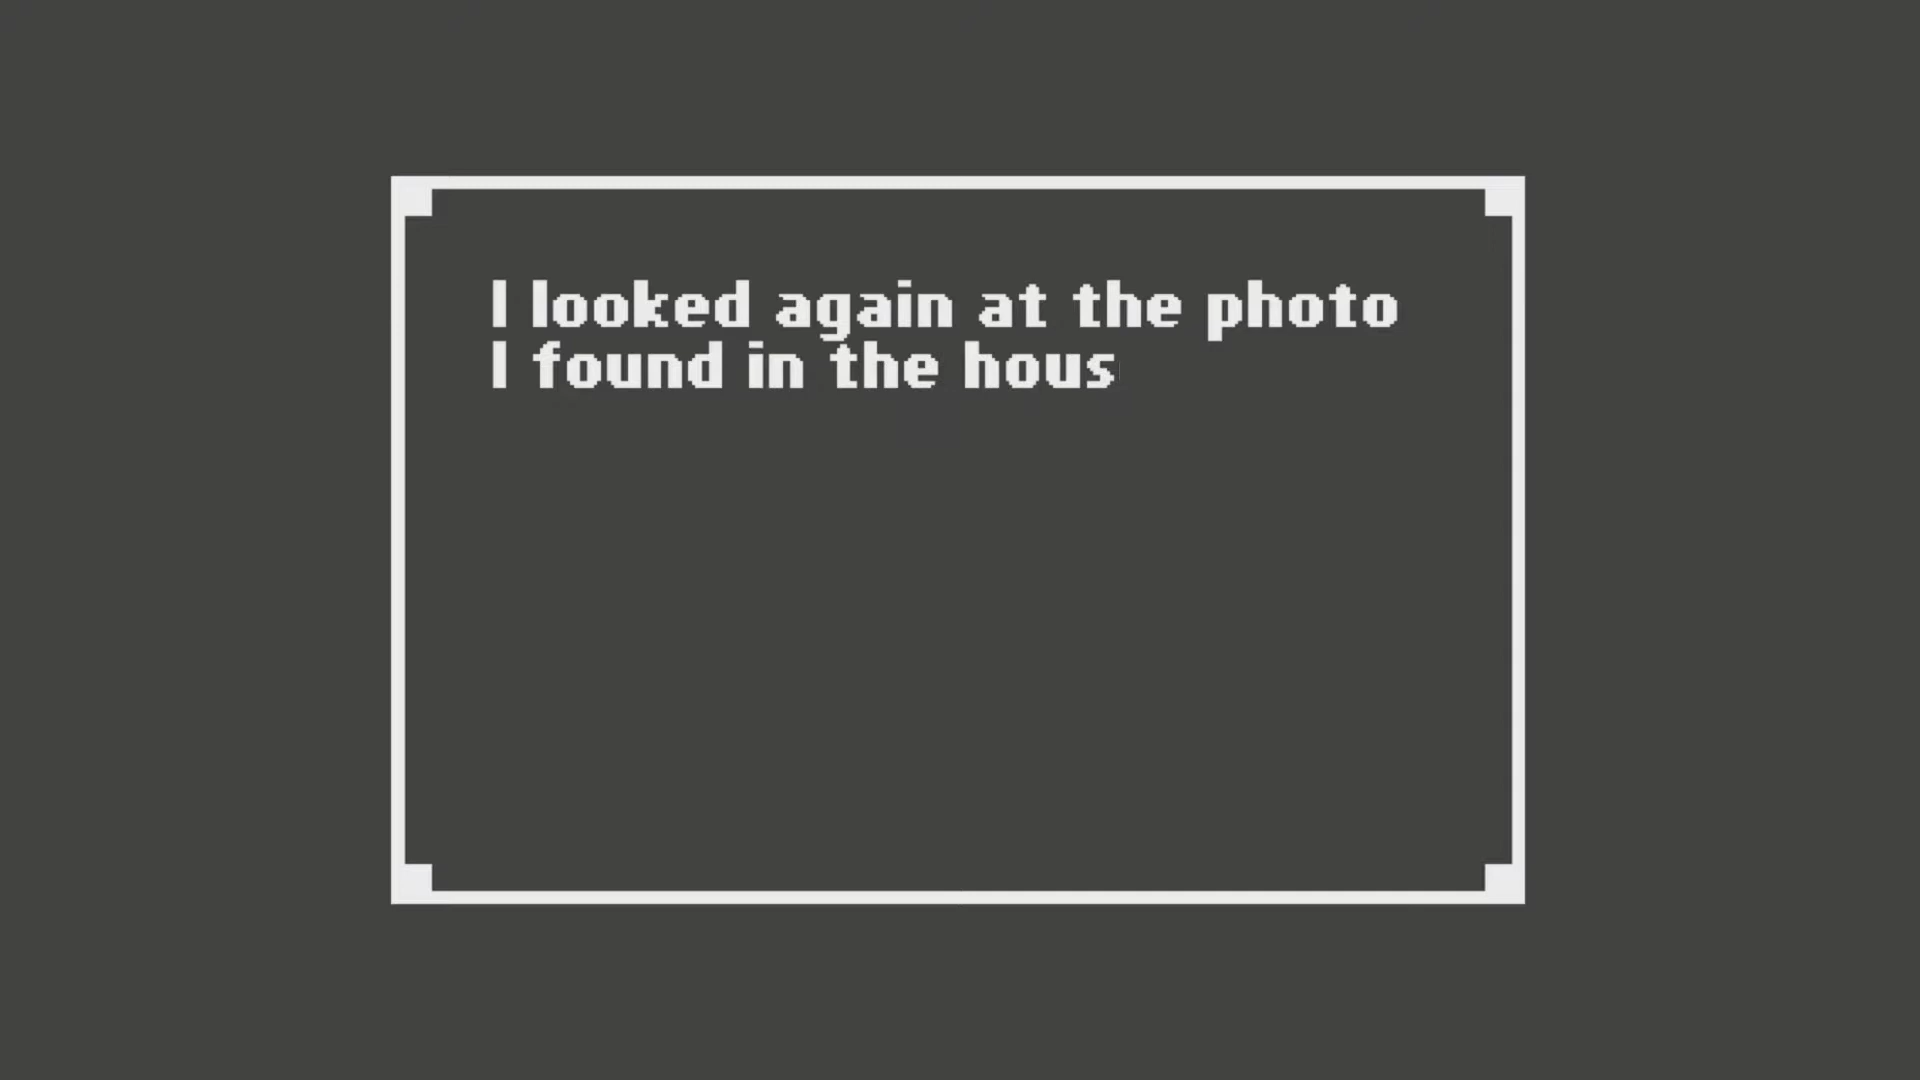 I looked again at the photo
I found in the hous